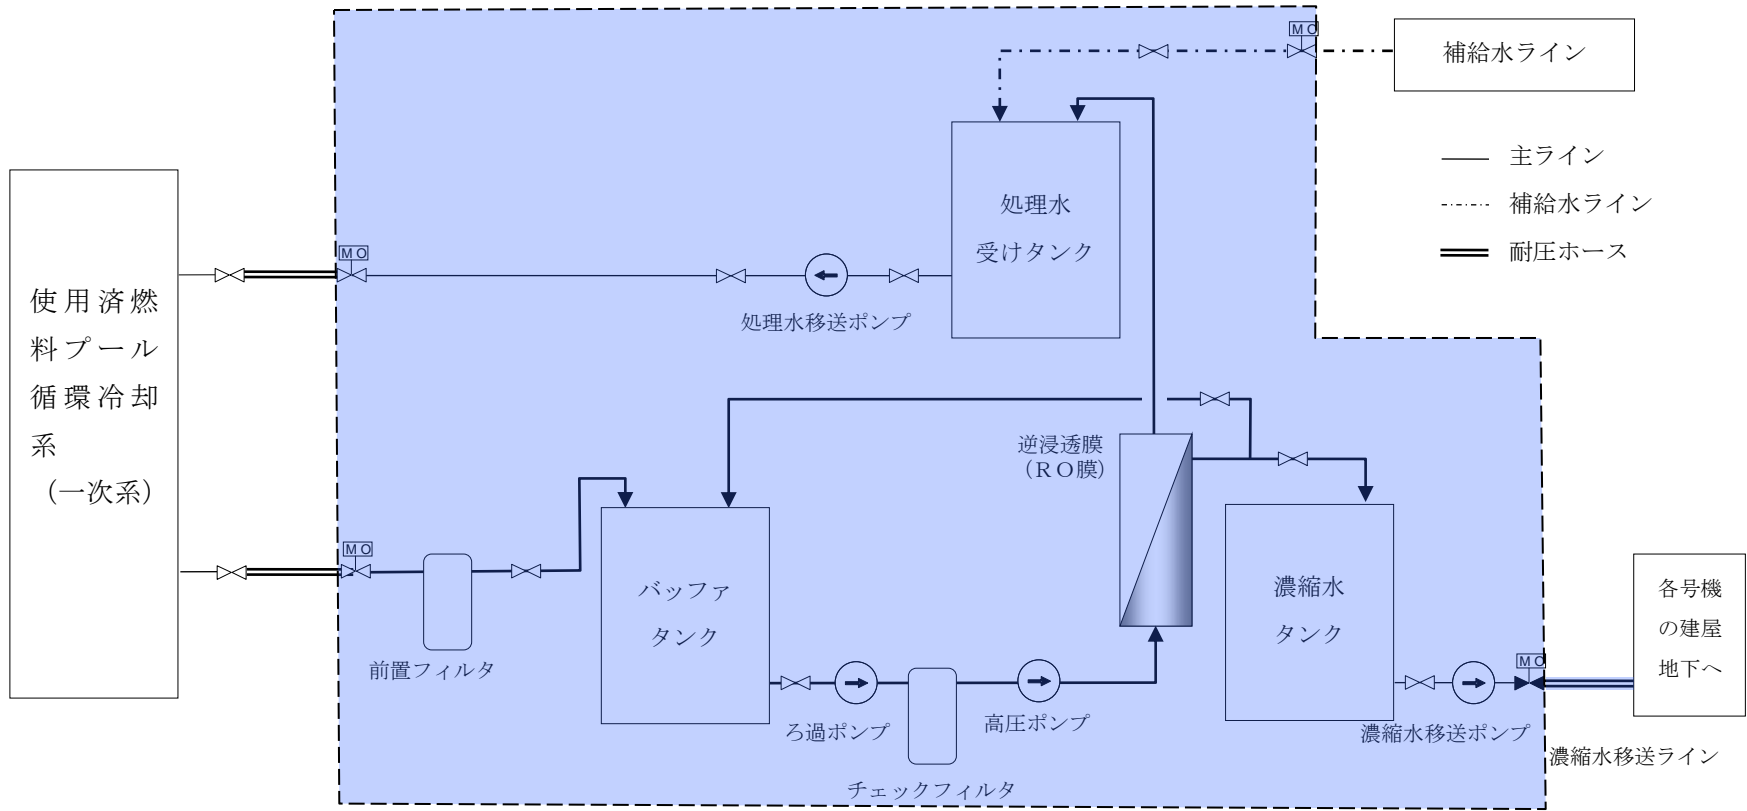 ＭＯ
補給水ライン
主ライン
補給水ライン
耐圧ホース
処理水
受けタンク
ＭＯ
処理水移送ポンプ
使用済燃
料プール
循環冷却
系
（一次系）
逆浸透膜
（ＲＯ膜）
ＭＯ
前置フィルタ
バッファ
タンク
ろ過ポンプ
チェックフィルタ
高圧ポンプ
濃縮水
タンク
ＭＯ
濃縮水移送ポンプ
各号機
の建屋
地下へ
濃縮水移送ライン